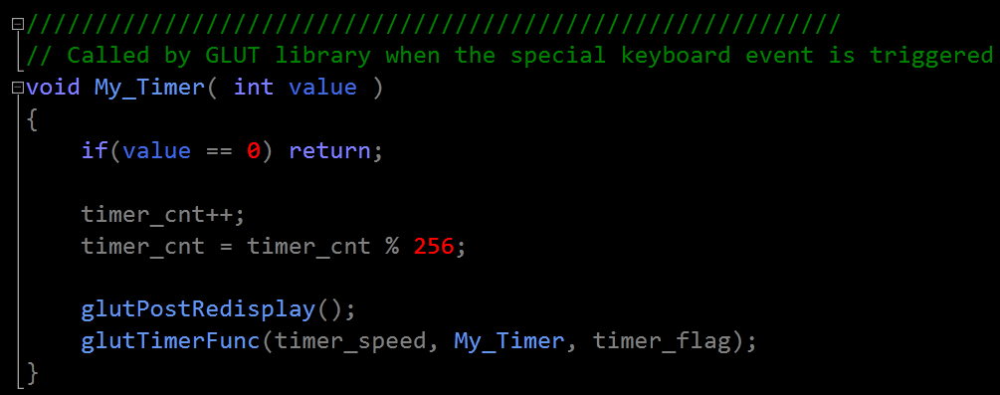 ////////////////////////////////////////////////////////////
// Called by GLUT library when the special keyboard event is triggered
void My_Timer( int value )
{
    if(value == 0) return;

    timer_cnt++;
    timer_cnt = timer_cnt % 256;

    glutPostRedisplay();
    glutTimerFunc(timer_speed, My_Timer, timer_flag);
}